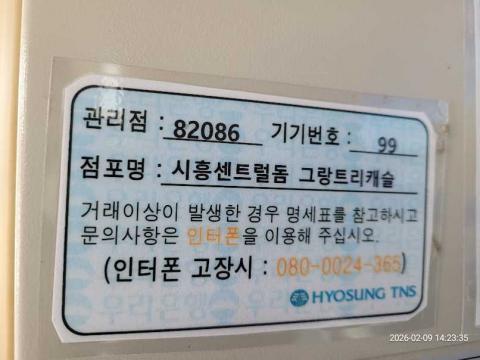 관리점 : 82086 기기번호 : 99
점포명 : 시흥센트럴돔 그랑트리캐슬
거래이상이 발생한 경우 명세표를 참고하시고
문의사항은 인터폰을 이용해 주십시오.
(인터폰 고장시 : 080-0024-365)
HYOSUNG TNS
우리은행
2026-02-09 14:23:35